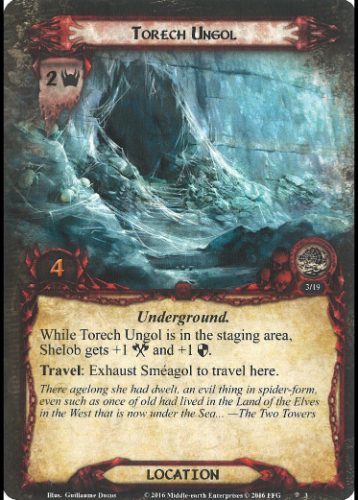 TORECH UNGOL
2
4
3/19
Underground.
While Torech Ungol is in the staging area,
Shelob gets +1 and +1 .
Travel: Exhaust Sméagol to travel here.
There agelong she had dwelt, an evil thing in spider-form,
even such as once of old had lived in the Land of the Elves
in the West that is now under the Sea... —The Two Towers
LOCATION
Illus. Guillaume Ducos © 2016 Middle-earth Enterprises © 2016 FFG 3